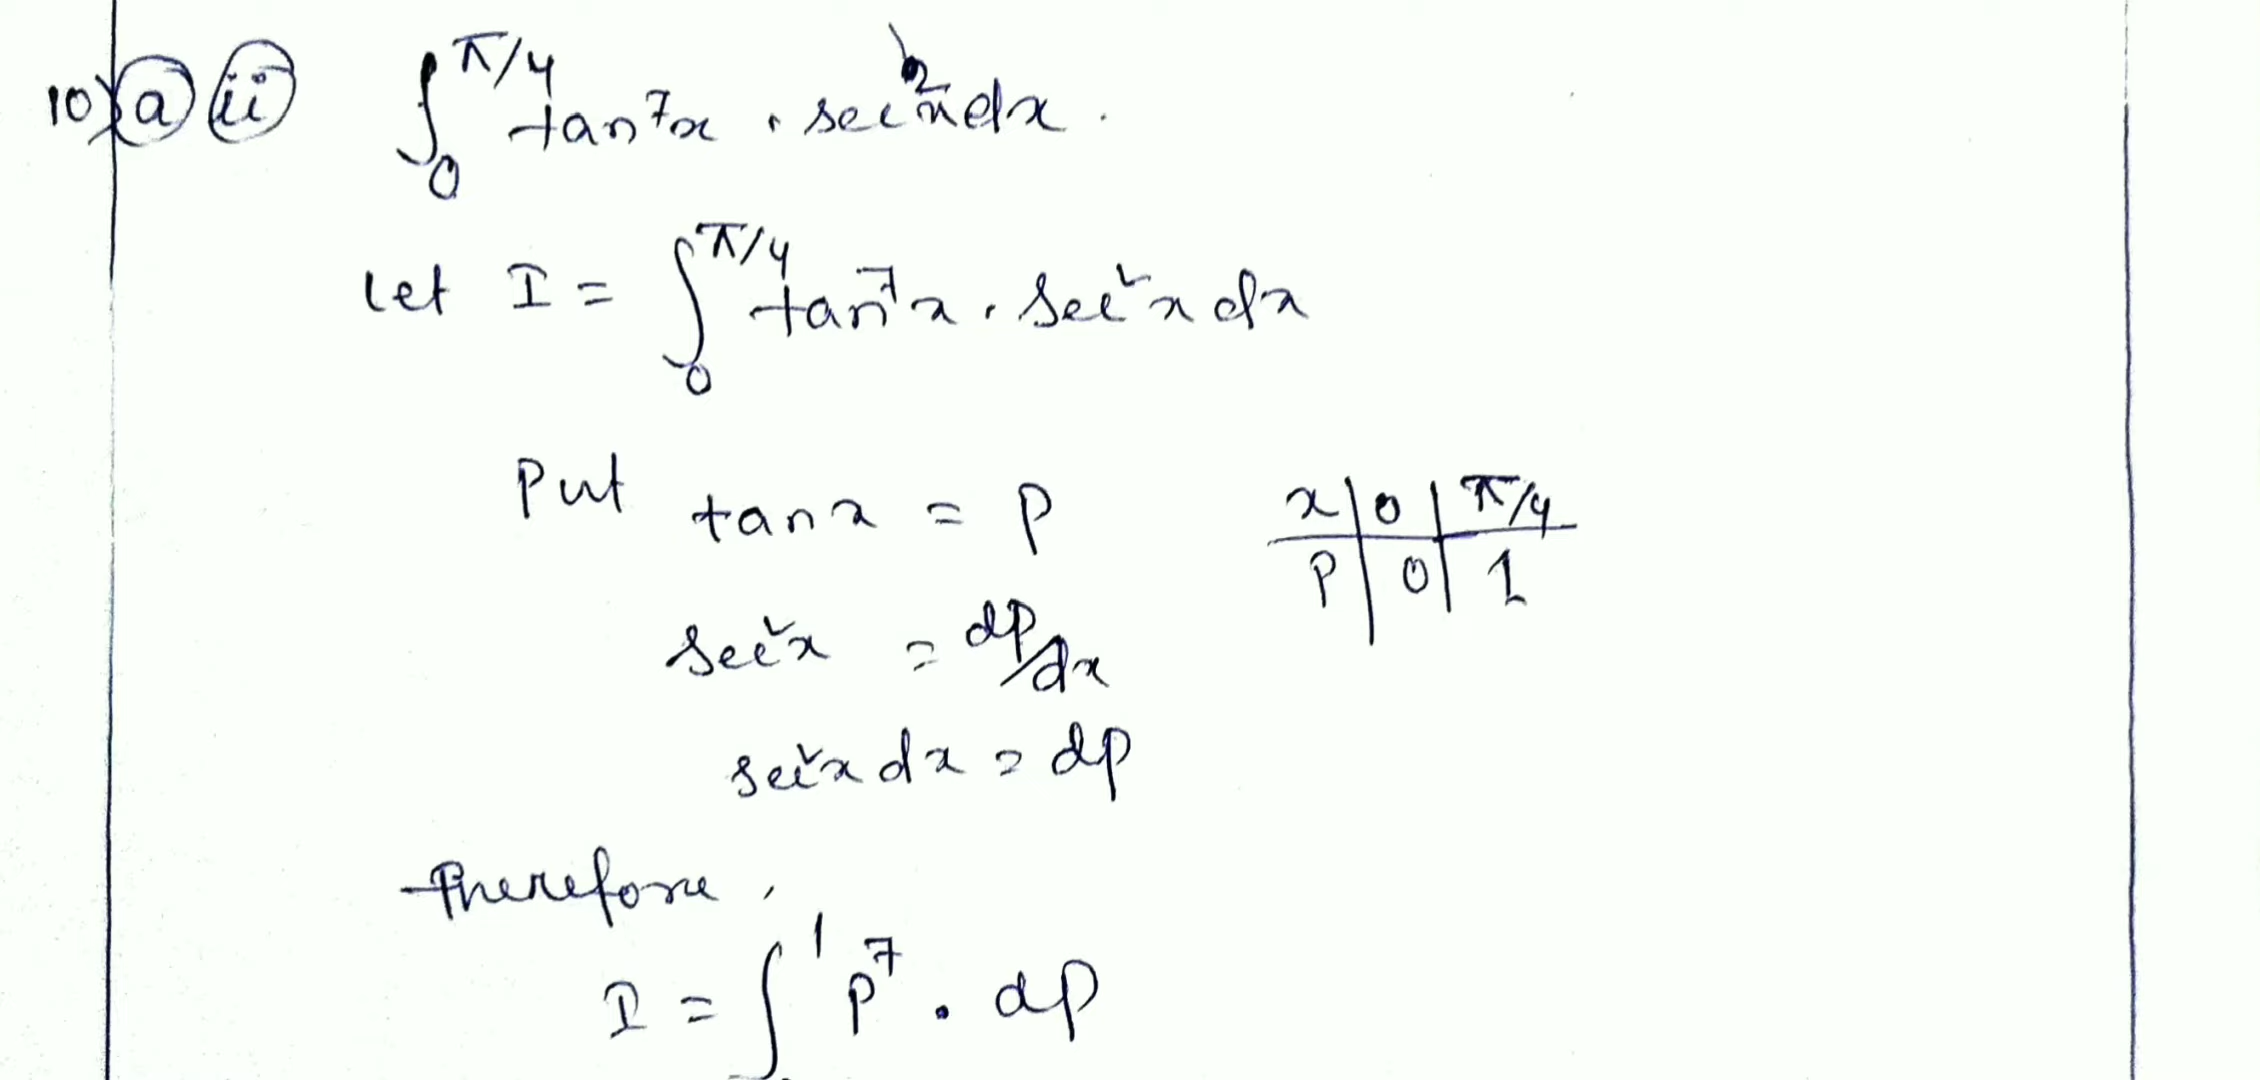 10) a ii ∫₀^π/4 tan⁷x . sec²x dx .
Let I = ∫₀^π/4 tan⁷x . sec²x dx
Put tanx = p
x | 0 | π/4
p | 0 | 1
sec²x = dp/dx
sec²x dx = dp
Therefore,
I = ∫¹ p⁷ . dp